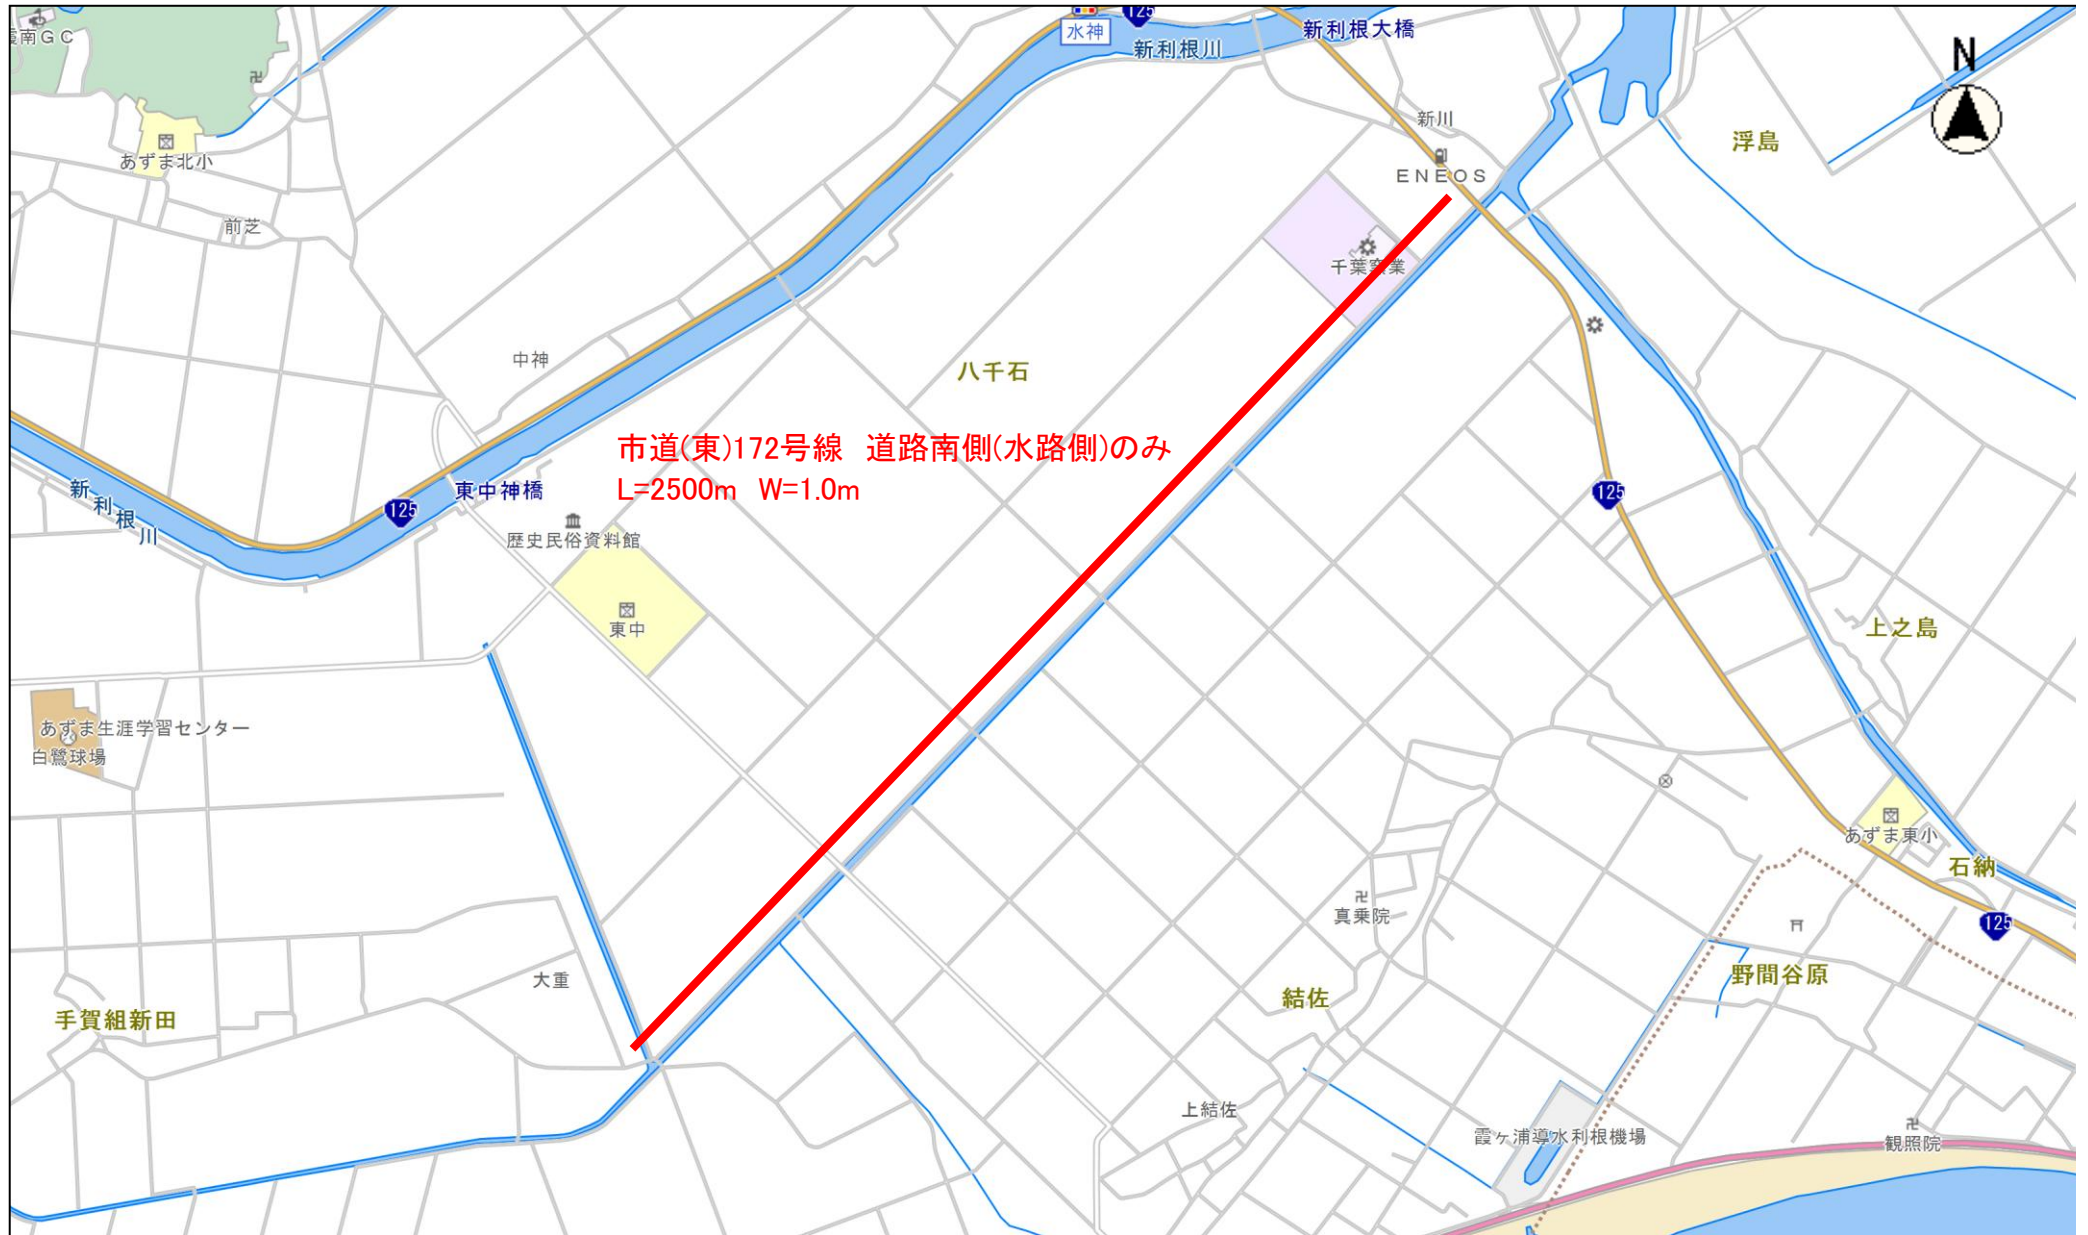 125
水神
新利根大橋
新利根川
霞南GC
N
新川
浮島
あずま北小
ENEOS
前芝
千葉窯業
中神
八千石
市道(東)172号線 道路南側(水路側)のみ
L=2500m W=1.0m
新利根川
125
東中神橋
125
歴史民俗資料館
東中
上之島
あずま生涯学習センター
白鷺球場
あずま東小
石納
真乗院
125
大重
野間谷原
結佐
手賀組新田
上結佐
霞ヶ浦導水利根機場
観照院